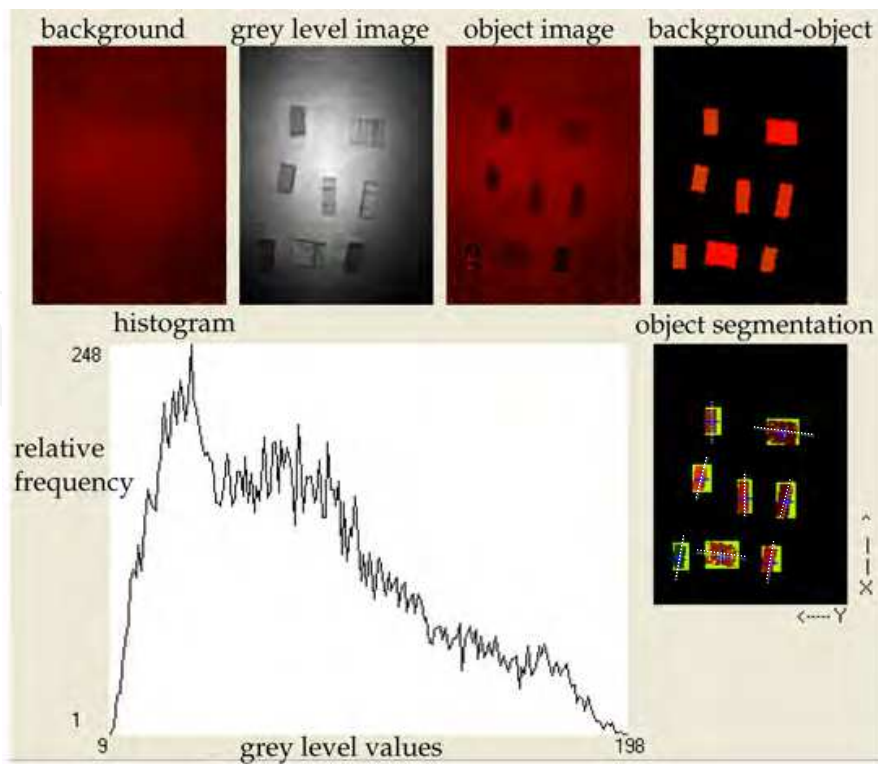 background
grey level image
object image
background-object
histogram
object segmentation
248
relative
frequency
1
9
grey level values
198
<-----Y
X--->